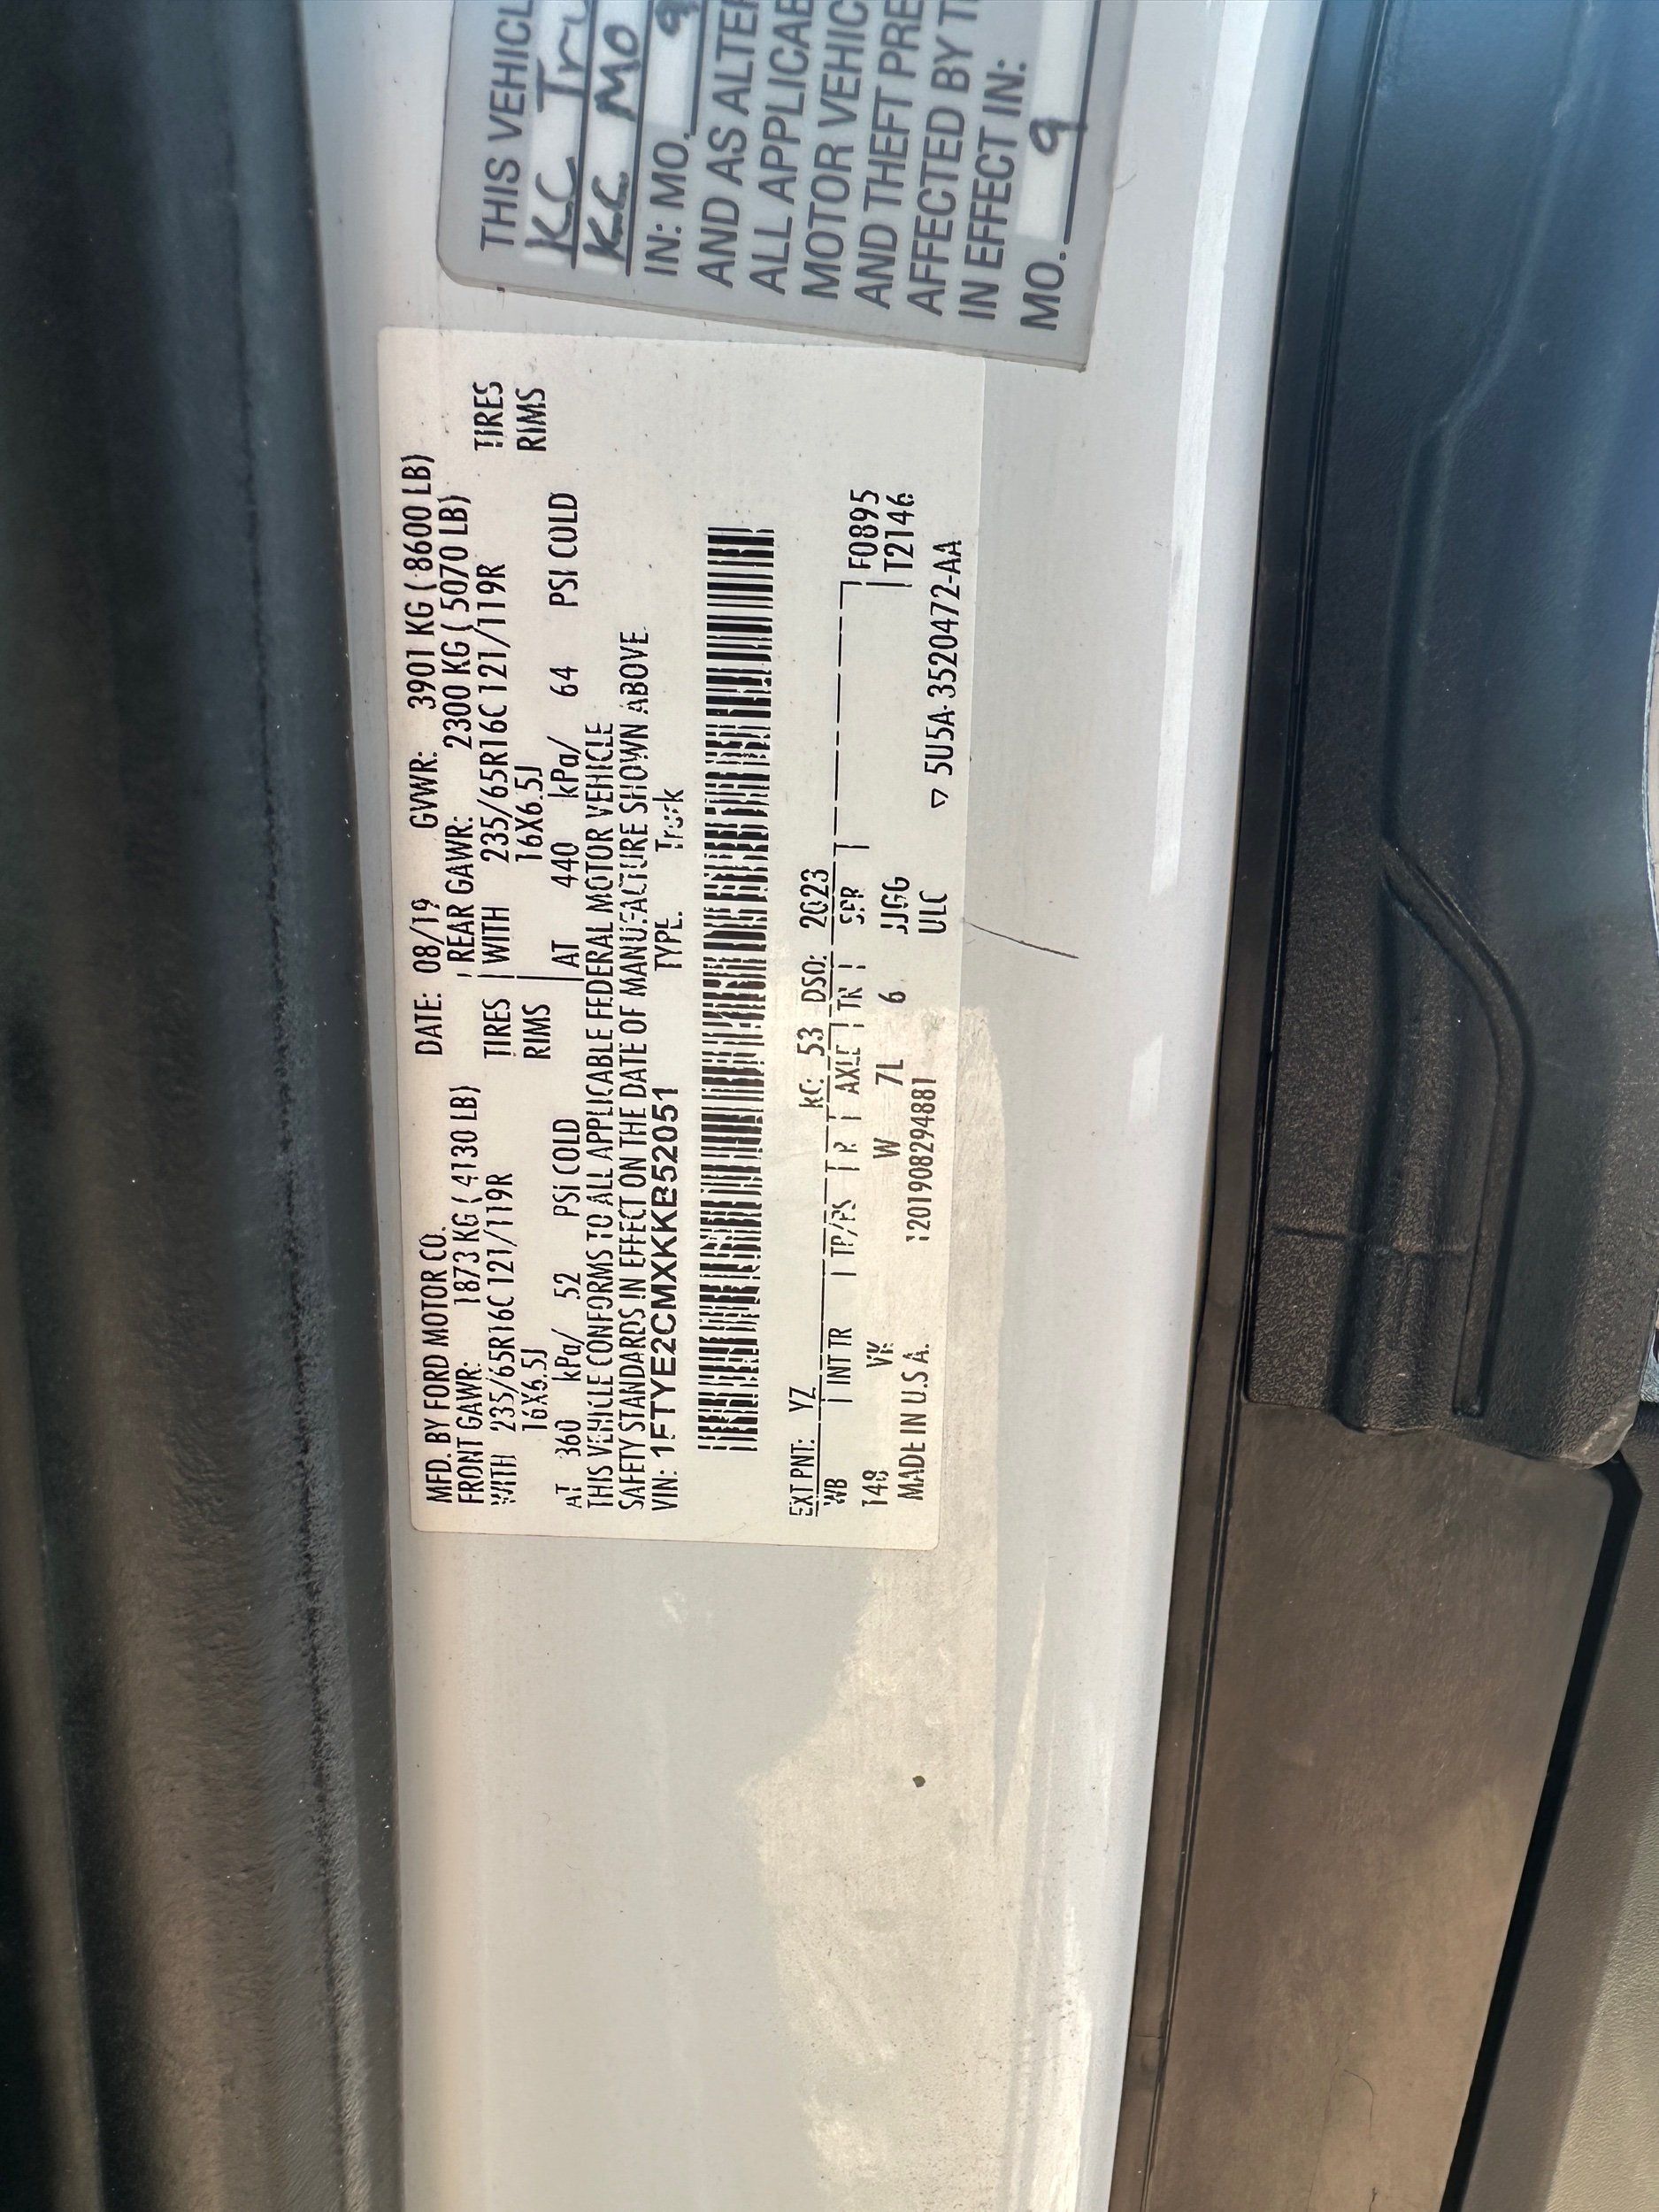 MFD. BY FORD MOTOR CO. DATE: 08/19 GVWR: 3901 KG ( 8600 LB)
FRONT GAWR: 1873 KG ( 4130 LB) REAR GAWR: 2300 KG ( 5070 LB)
WITH 235/65R16C 121/119R TIRES WITH 235/65R16C 121/119R TIRES
16X6.5J RIMS 16X6.5J RIMS
AT 360 kPa/ 52 PSI COLD AT 440 kPa/ 64 PSI COLD
THIS VEHICLE CONFORMS TO ALL APPLICABLE FEDERAL MOTOR VEHICLE
SAFETY STANDARDS IN EFFECT ON THE DATE OF MANUFACTURE SHOWN ABOVE.
VIN: 1FTYE2CMXKKB52051 TYPE: Truck
EXT PNT: YZ RC: 53 DSO: 2023
WB INT TR TP/PS R AXLE TR SPR F0895
148 VK W 7L 6 JJGG T2146
MADE IN U.S.A. 1201908294881 ULC
▽ 5U5A-3520472-AA
THIS VEHICL
KC Tru
K.C. MO
IN: MO. 9
AND AS ALTE
ALL APPLICAB
MOTOR VEHIC
AND THEFT PRE
AFFECTED BY T
IN EFFECT IN:
MO. 9